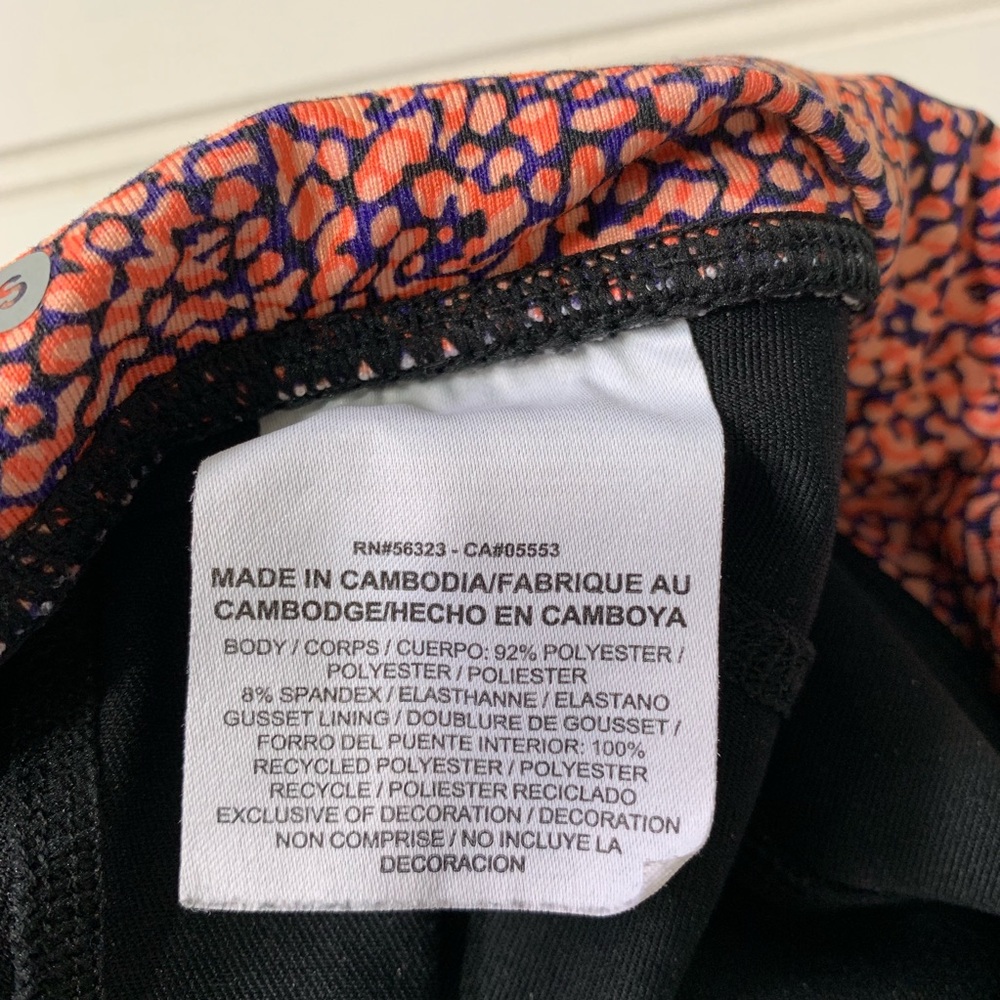 S
RN#56323 - CA#05553
MADE IN CAMBODIA/FABRIQUE AU
CAMBODGE/HECHO EN CAMBOYA
BODY / CORPS / CUERPO: 92% POLYESTER /
POLYESTER / POLIESTER
8% SPANDEX / ELASTHANNE / ELASTANO
GUSSET LINING / DOUBLURE DE GOUSSET /
FORRO DEL PUENTE INTERIOR: 100%
RECYCLED POLYESTER / POLYESTER
RECYCLE / POLIESTER RECICLADO
EXCLUSIVE OF DECORATION / DECORATION
NON COMPRISE / NO INCLUYE LA
DECORACION